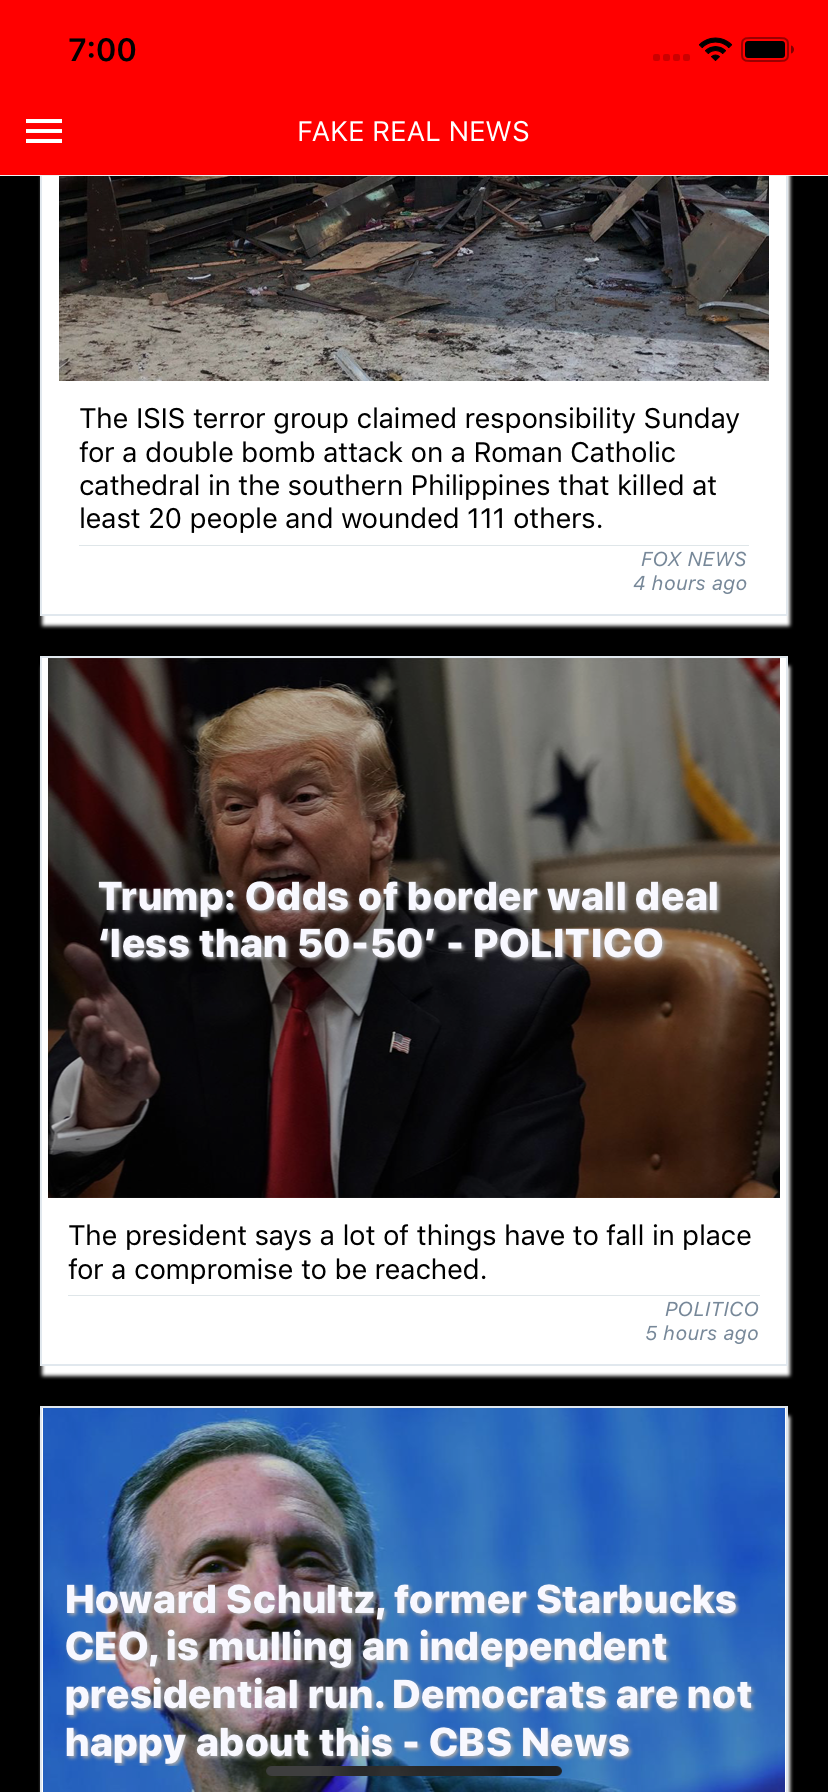 7:00
FAKE REAL NEWS
The ISIS terror group claimed responsibility Sunday
for a double bomb attack on a Roman Catholic
cathedral in the southern Philippines that killed at
least 20 people and wounded 111 others.
FOX NEWS
4 hours ago
Trump: Odds of border wall deal
‘less than 50-50’ - POLITICO
The president says a lot of things have to fall in place
for a compromise to be reached.
POLITICO
5 hours ago
Howard Schultz, former Starbucks
CEO, is mulling an independent
presidential run. Democrats are not
happy about this - CBS News